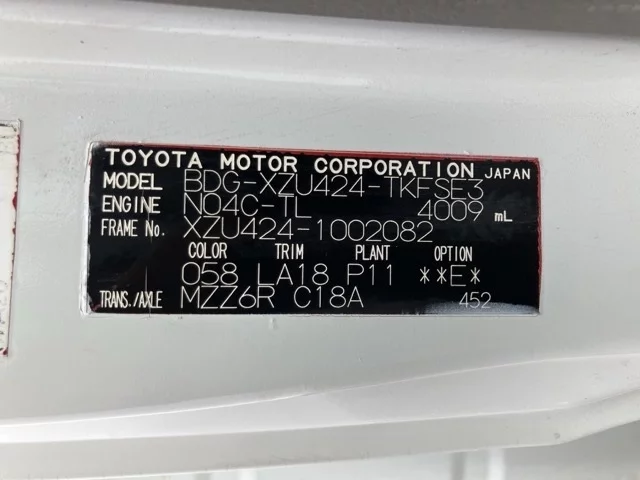 TOYOTA MOTOR CORPORATION JAPAN
MODEL BDG-XZU424-TKFSE3
ENGINE N04C-TL 4009 mL
FRAME No. XZU424-1002082
COLOR TRIM PLANT OPTION
058 LA18 P11 **E*
TRANS./AXLE MZZ6R C18A 452